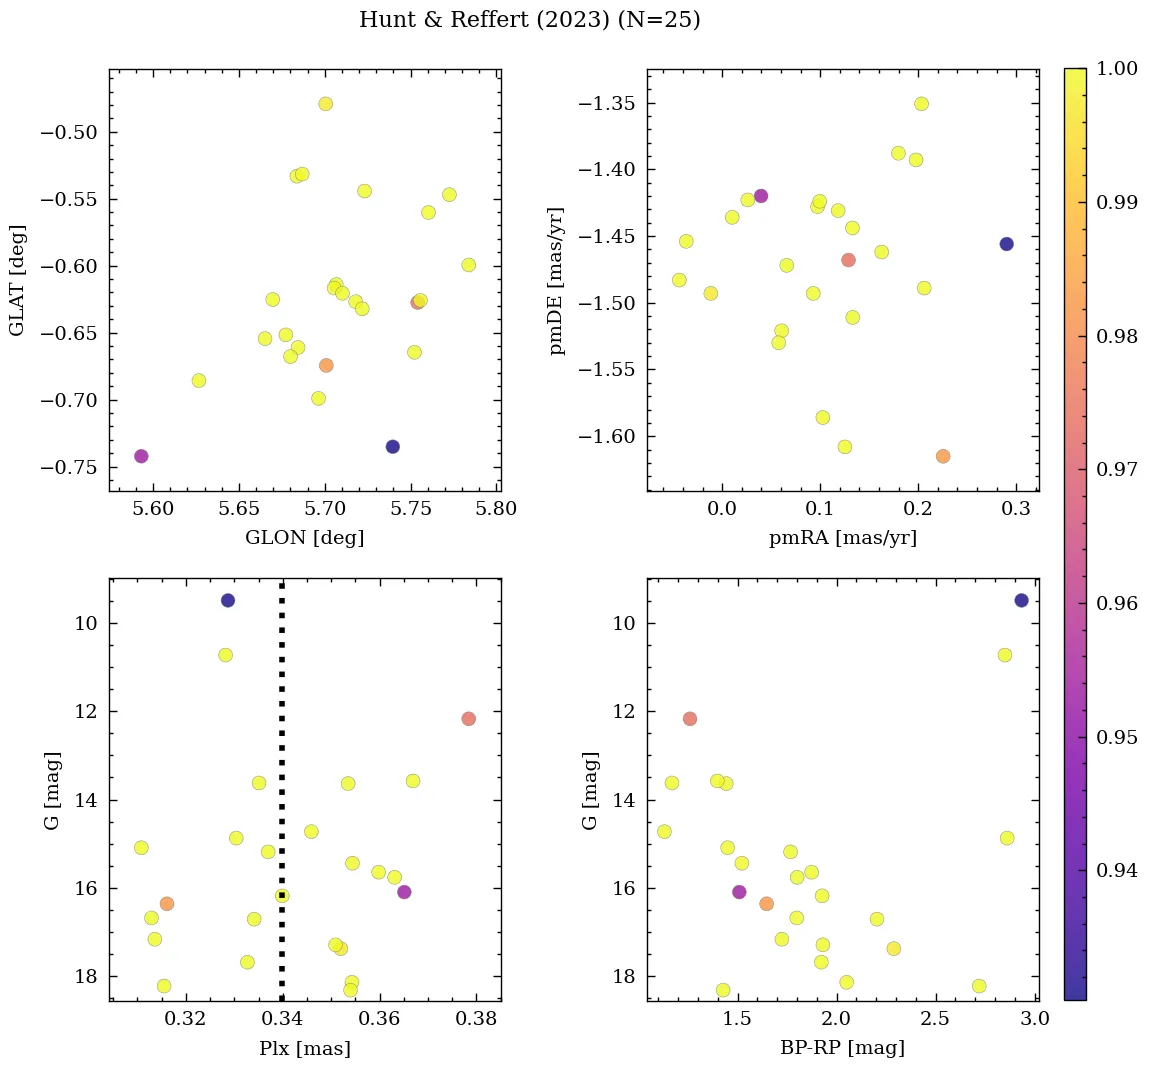 Hunt & Reffert (2023) (N=25)
−0.50
−0.55
−0.60
−0.65
−0.70
−0.75
GLAT [deg]
5.60 5.65 5.70 5.75 5.80
GLON [deg]
−1.35
−1.40
−1.45
−1.50
−1.55
−1.60
pmDE [mas/yr]
0.0 0.1 0.2 0.3
pmRA [mas/yr]
10
12
14
16
18
G [mag]
0.32 0.34 0.36 0.38
Plx [mas]
10
12
14
16
18
G [mag]
1.5 2.0 2.5 3.0
BP-RP [mag]
1.00
0.99
0.98
0.97
0.96
0.95
0.94